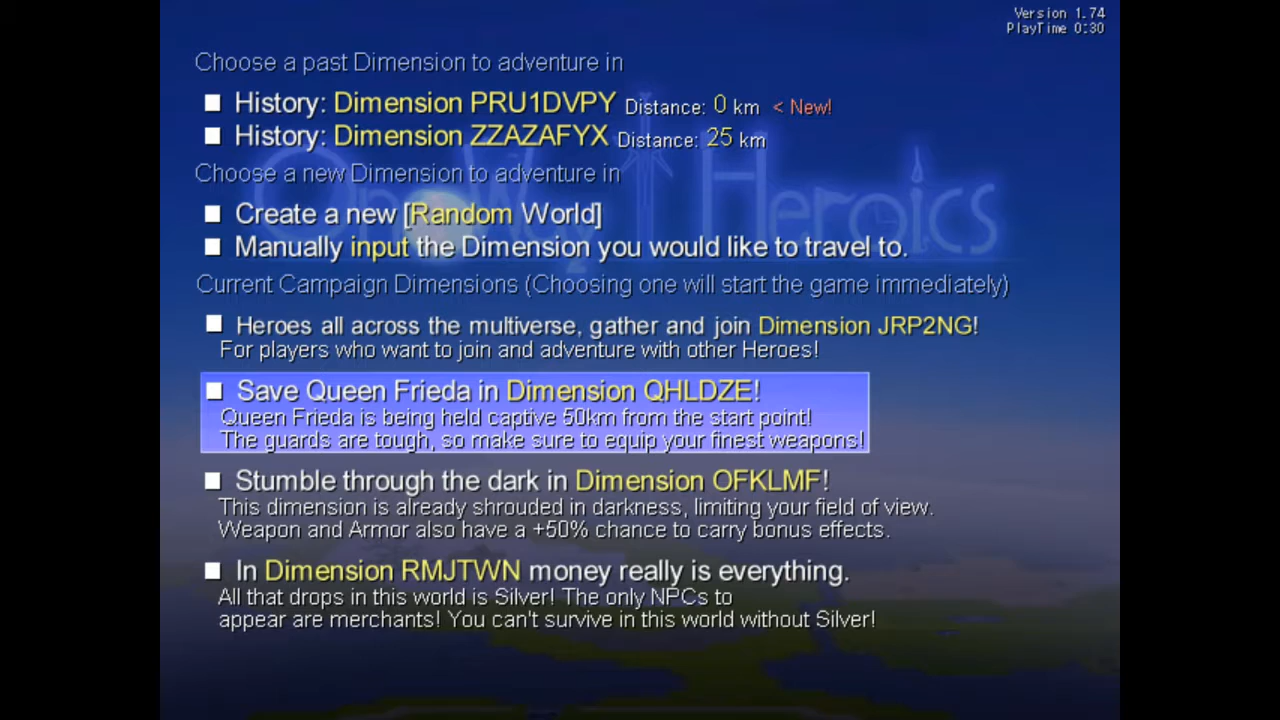 Version 1.74
PlayTime 0:30
Choose a past Dimension to adventure in
History: Dimension PRU1DVPY Distance: 0 km < New!
History: Dimension ZZAZAFYX Distance: 25 km
Choose a new Dimension to adventure in
Create a new [Random World]
Manually input the Dimension you would like to travel to.
Current Campaign Dimensions (Choosing one will start the game immediately)
Heroes all across the multiverse, gather and join Dimension JRP2NG!
For players who want to join and adventure with other Heroes!
Save Queen Frieda in Dimension QHLDZE!
Queen Frieda is being held captive 50km from the start point!
The guards are tough, so make sure to equip your finest weapons!
Stumble through the dark in Dimension OFKLMF!
This dimension is already shrouded in darkness, limiting your field of view.
Weapon and Armor also have a +50% chance to carry bonus effects.
In Dimension RMJTWN money really is everything.
All that drops in this world is Silver! The only NPCs to
appear are merchants! You can't survive in this world without Silver!
One Way Heroics